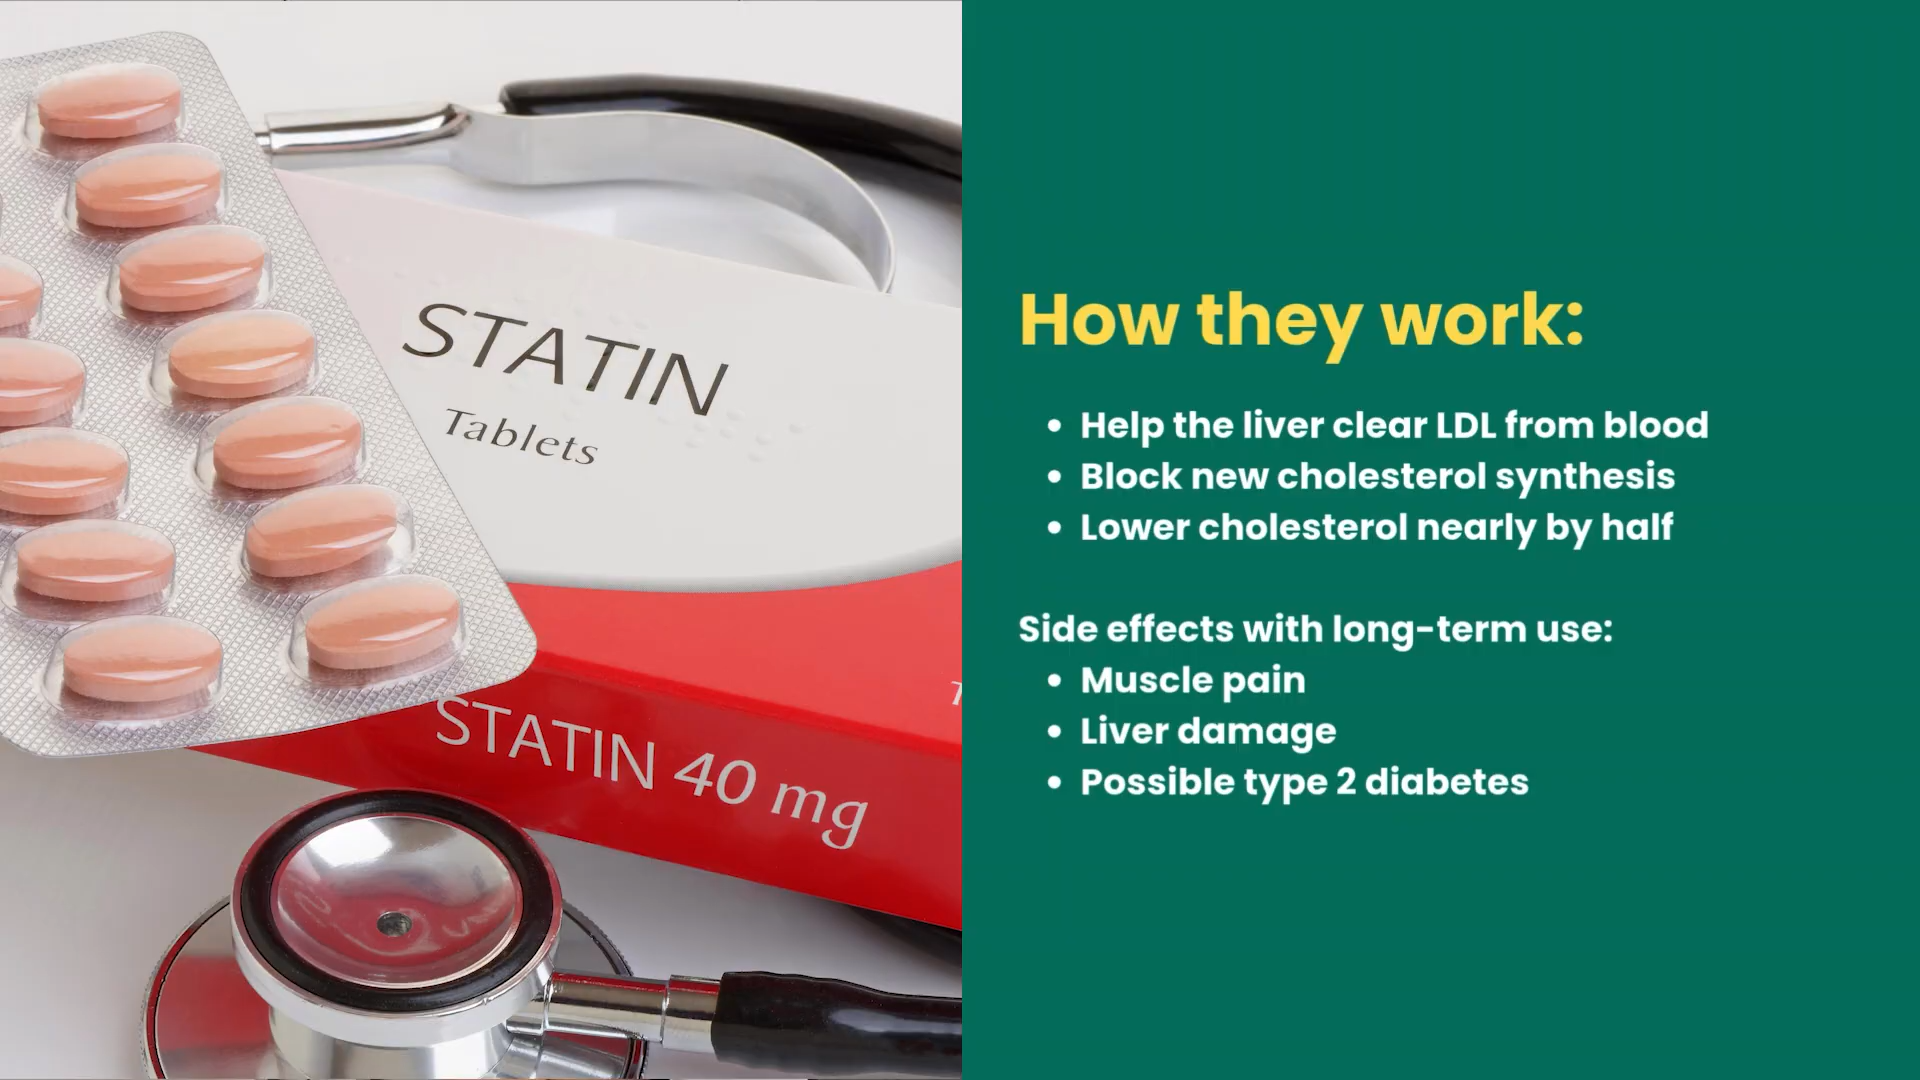 STATIN
Tablets
STATIN 40 mg
How they work:
• Help the liver clear LDL from blood
• Block new cholesterol synthesis
• Lower cholesterol nearly by half
Side effects with long-term use:
• Muscle pain
• Liver damage
• Possible type 2 diabetes